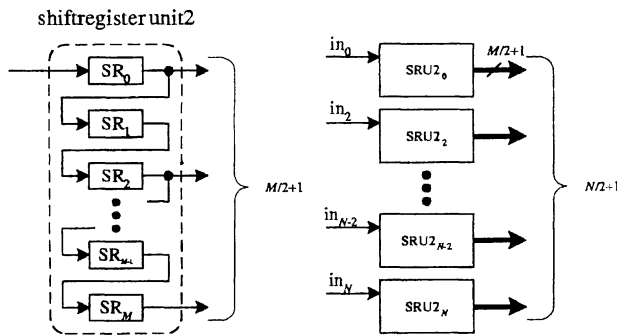 shiftregister unit2
SR0
SR1
SR2
SRM-1
SRM
M/2+1
in0
SRU20
M/2+1
in2
SRU22
inN-2
SRU2N-2
inN
SRU2N
N/2+1